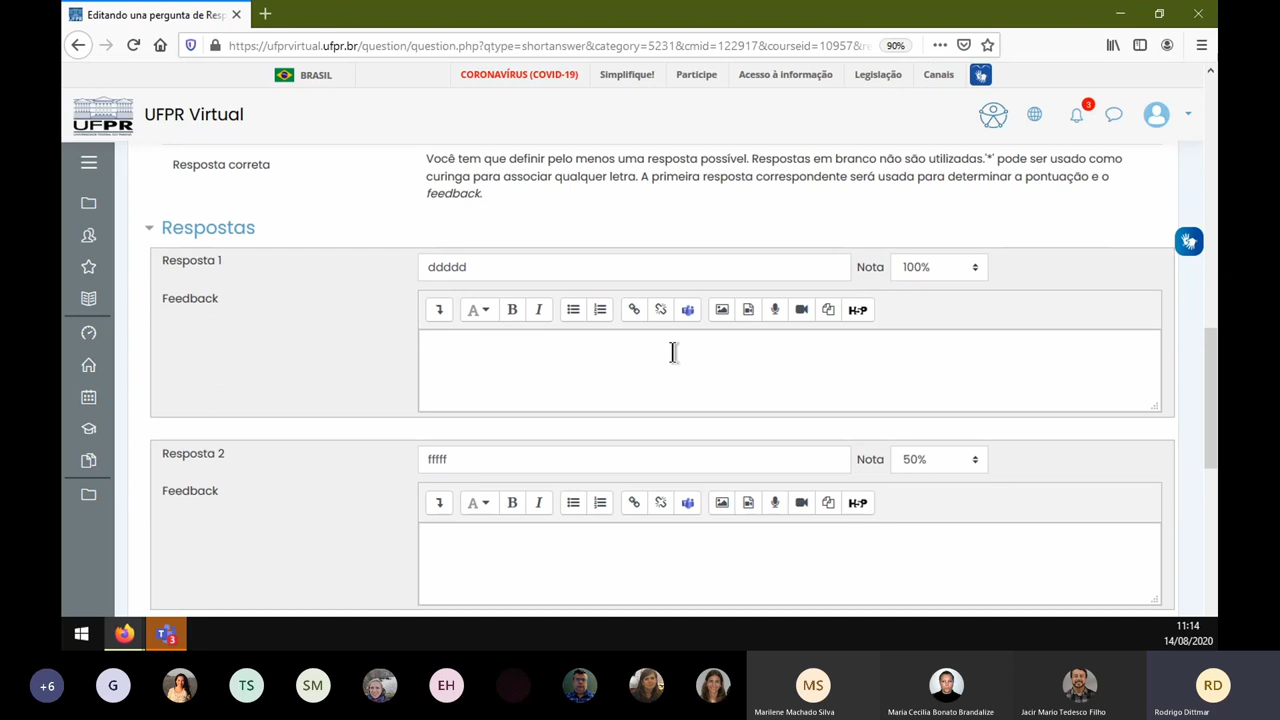 Editando una pergunta de Resp
https://ufprvirtual.ufpr.br/question/question.php?qtype=shortanswer&category=5231&cmid=122917&courseid=10957&re
90%
BRASIL
CORONAVÍRUS (COVID-19)
Simplifique!
Participe
Acesso à informação
Legislação
Canais
UFPR
UFPR Virtual
3
Resposta correta
Você tem que definir pelo menos uma resposta possível. Respostas em branco não são utilizadas.'*' pode ser usado como
curinga para associar qualquer letra. A primeira resposta correspondente será usada para determinar a pontuação e o
feedback.
Respostas
Resposta 1
ddddd
Nota
100%
Feedback
A
B
I
H-P
Resposta 2
fffff
Nota
50%
Feedback
A
B
I
H-P
3
11:14
14/08/2020
+6
G
TS
SM
EH
MS
RD
Marilene Machado Silva
Maria Cecilia Bonato Brandalize
Jacir Mario Tedesco Filho
Rodrigo Dittmar